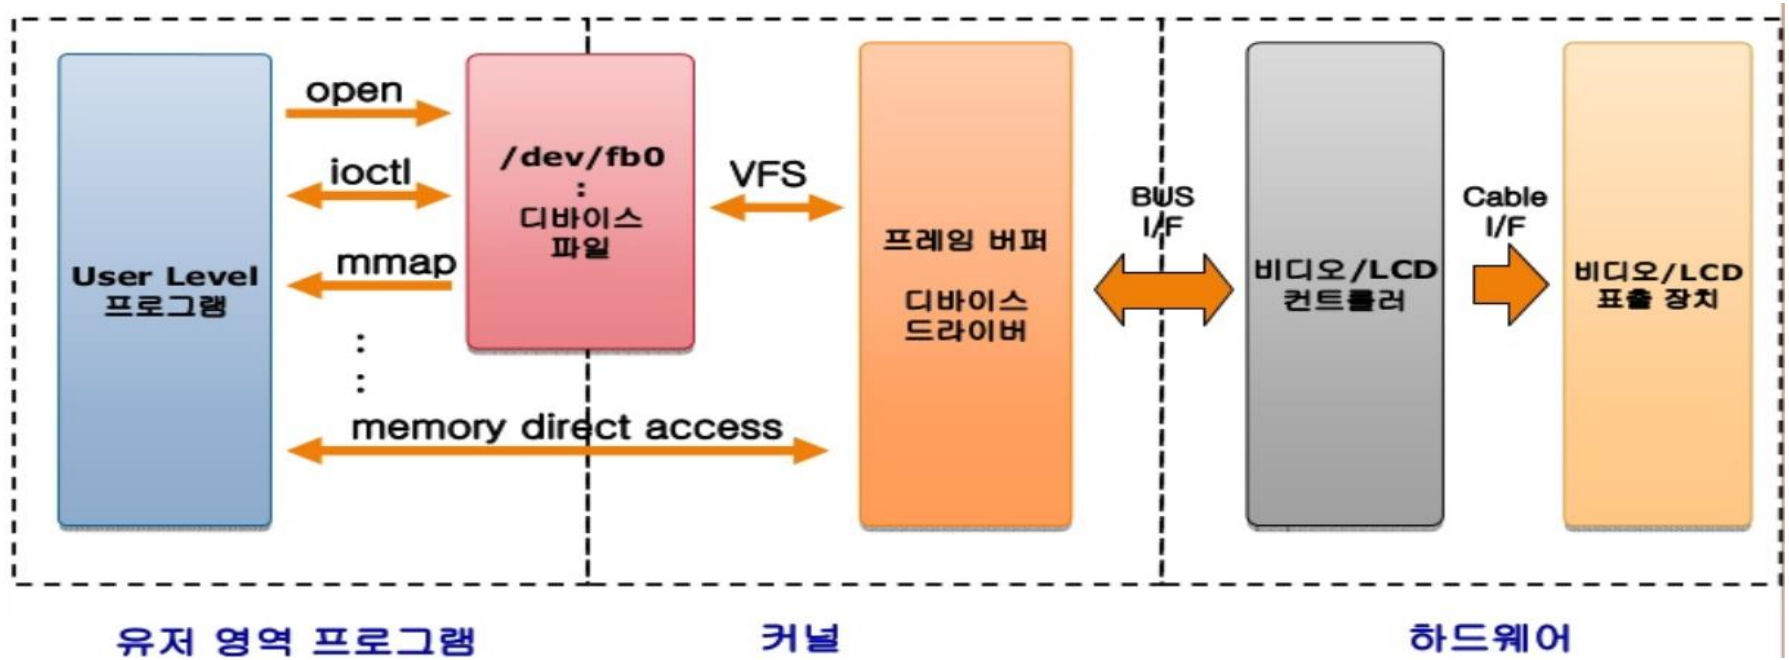 open
ioctl
mmap
:
:
memory direct access
User Level
프로그램
/dev/fb0
:
디바이스
파일
VFS
프레임 버퍼
디바이스
드라이버
BUS
I/F
비디오/LCD
컨트롤러
Cable
I/F
비디오/LCD
표출 장치
유저 영역 프로그램
커널
하드웨어